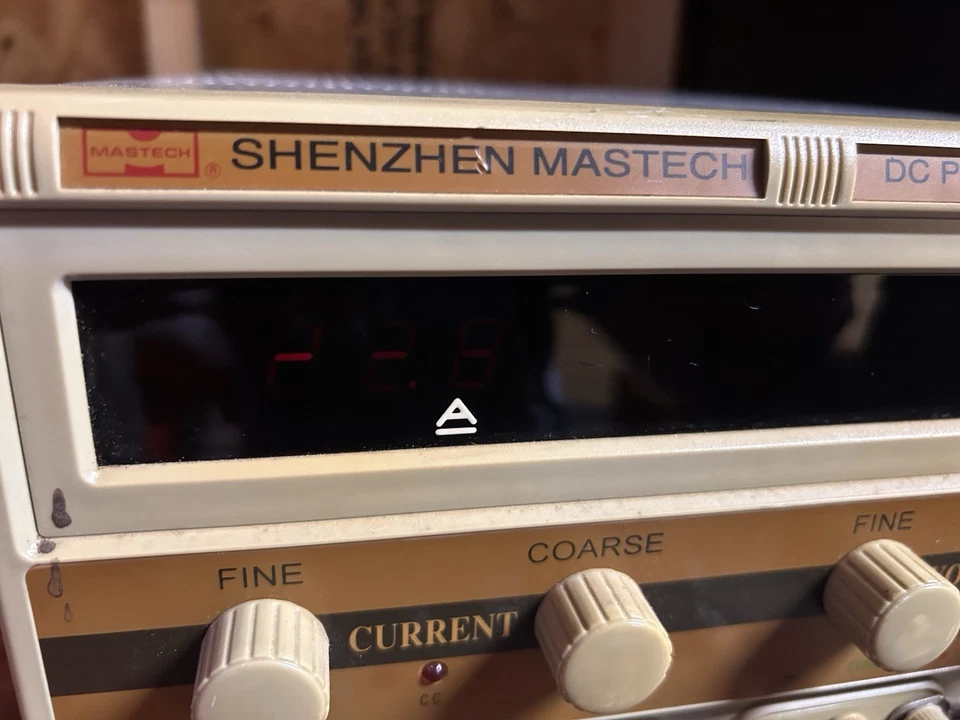 MASTECH ® SHENZHEN MASTECH DC P
A
FINE COARSE FINE
CURRENT
CC